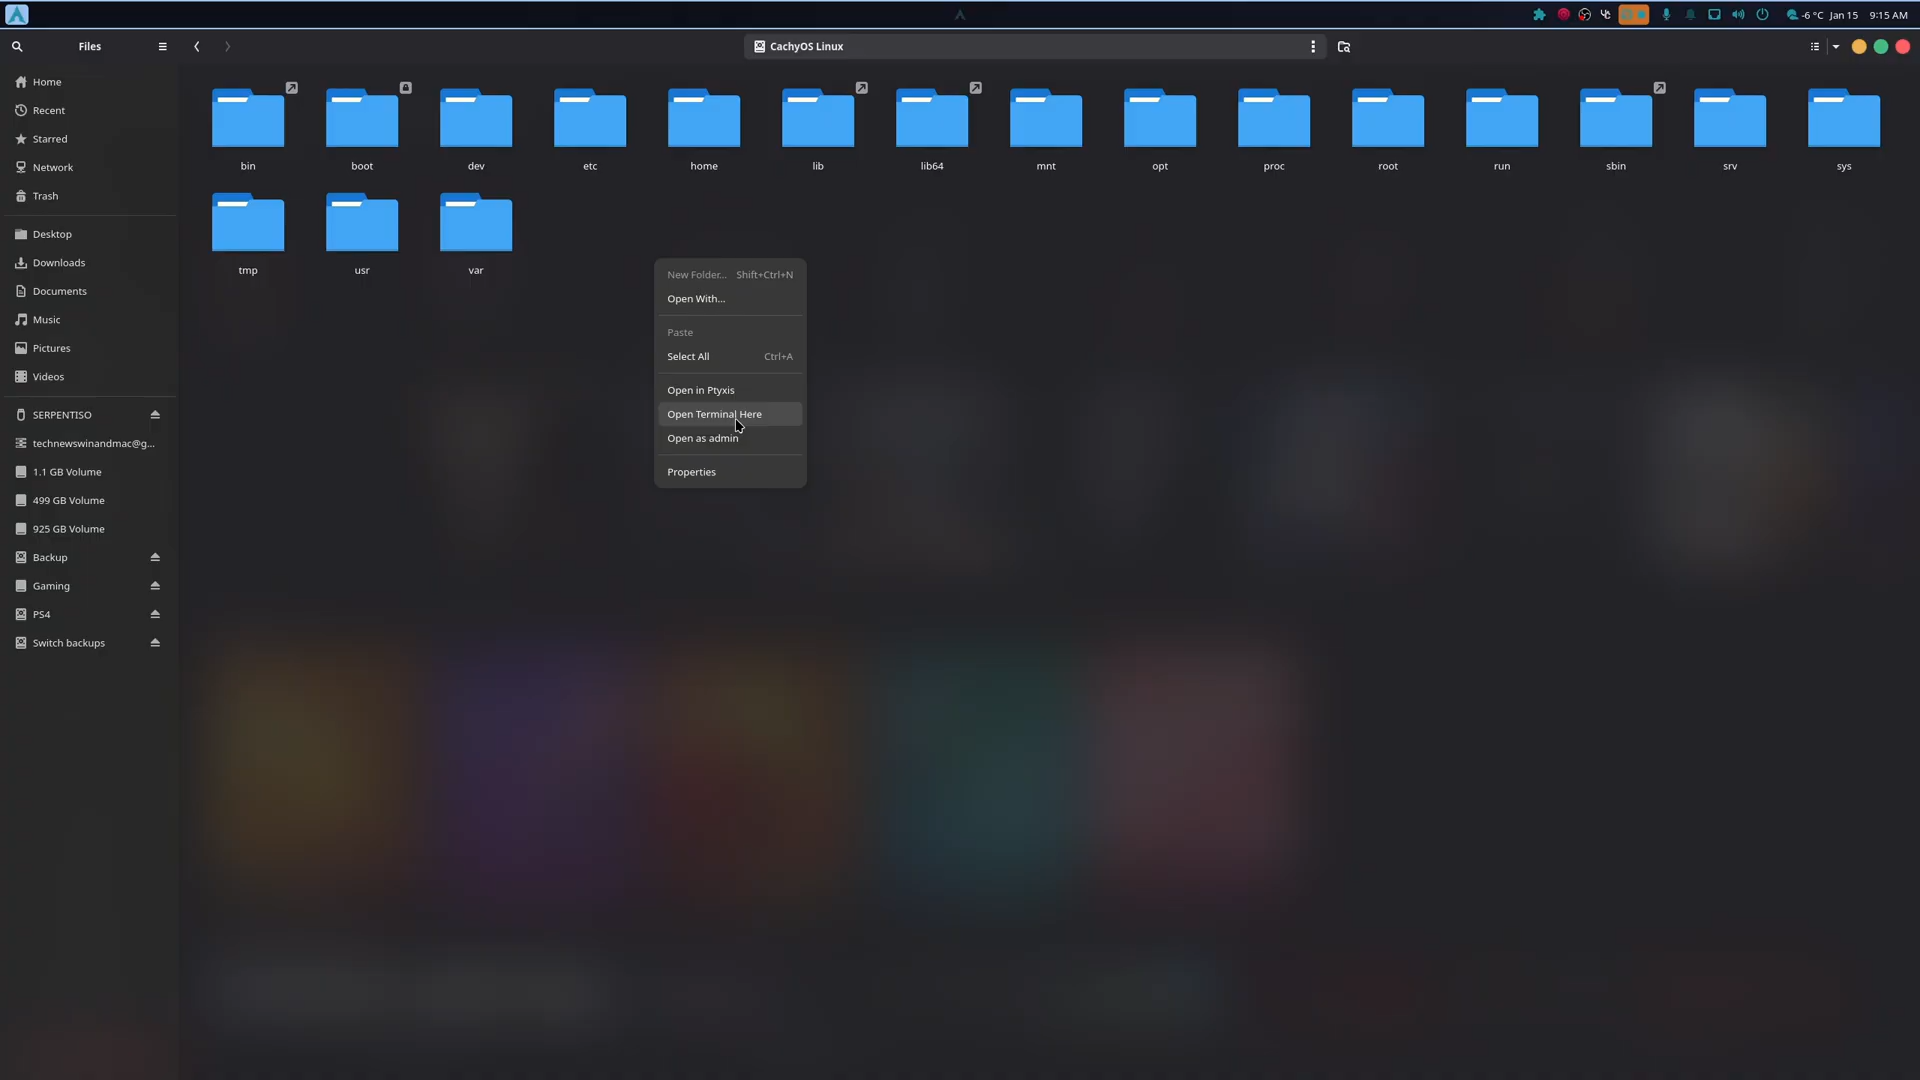 -6 °C Jan 15 9:15 AM
Files
CachyOS Linux
Home
Recent
Starred
Network
Trash
Desktop
Downloads
Documents
Music
Pictures
Videos
SERPENTISO
technewswinandmac@g...
1.1 GB Volume
499 GB Volume
925 GB Volume
Backup
Gaming
PS4
Switch backups
bin boot dev etc home lib lib64 mnt opt proc root run sbin srv sys
tmp usr var
New Folder... Shift+Ctrl+N
Open With...
Paste
Select All Ctrl+A
Open in Ptyxis
Open Terminal Here
Open as admin
Properties